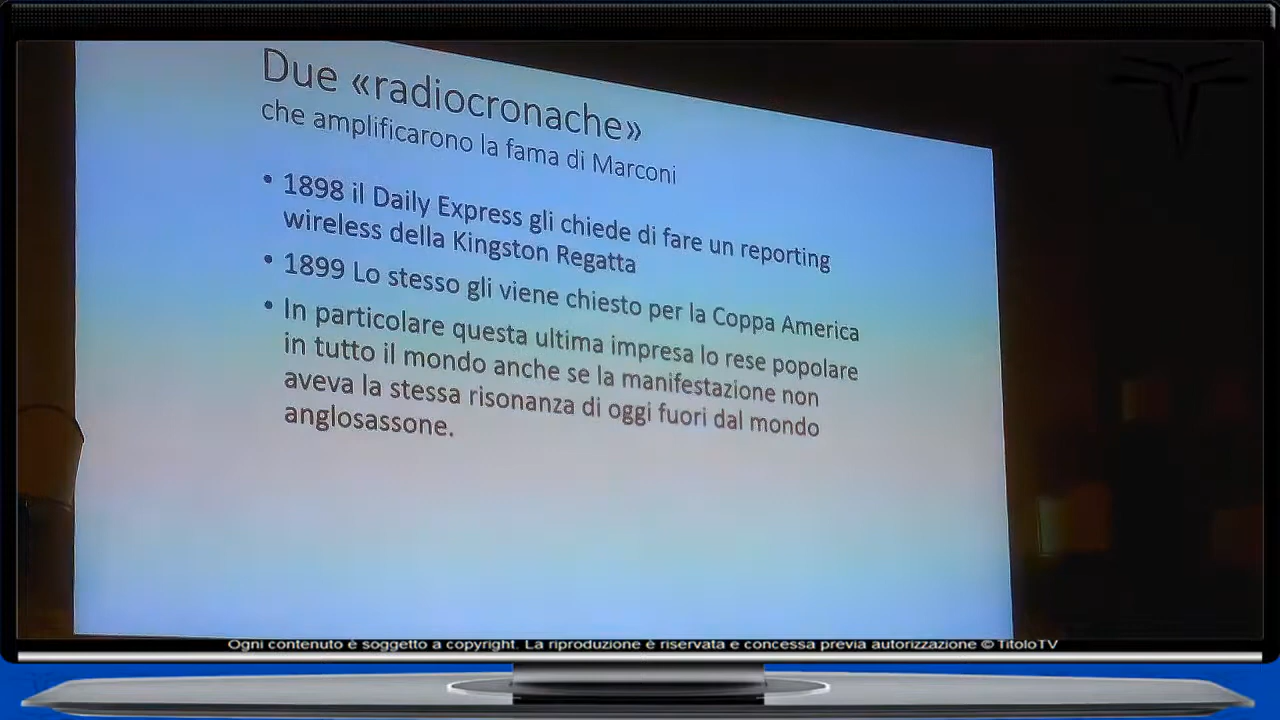 Due «radiocronache»
che amplificarono la fama di Marconi
• 1898 il Daily Express gli chiede di fare un reporting
wireless della Kingston Regatta
• 1899 Lo stesso gli viene chiesto per la Coppa America
• In particolare questa ultima impresa lo rese popolare
in tutto il mondo anche se la manifestazione non
aveva la stessa risonanza di oggi fuori dal mondo
anglosassone.
Ogni contenuto è soggetto a copyright. La riproduzione è riservata e concessa previa autorizzazione © TitoloTV